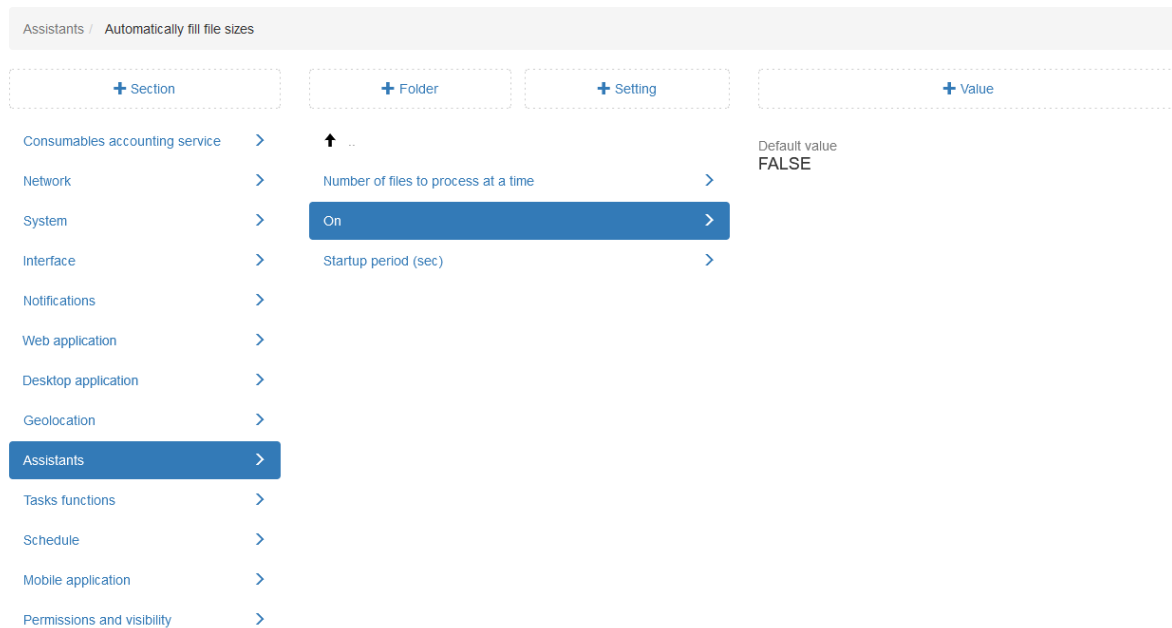 Assistants / Automatically fill file sizes
+ Section
+ Folder
+ Setting
+ Value
Consumables accounting service
Network
System
Interface
Notifications
Web application
Desktop application
Geolocation
Assistants
Tasks functions
Schedule
Mobile application
Permissions and visibility
..
Number of files to process at a time
On
Startup period (sec)
Default value
FALSE